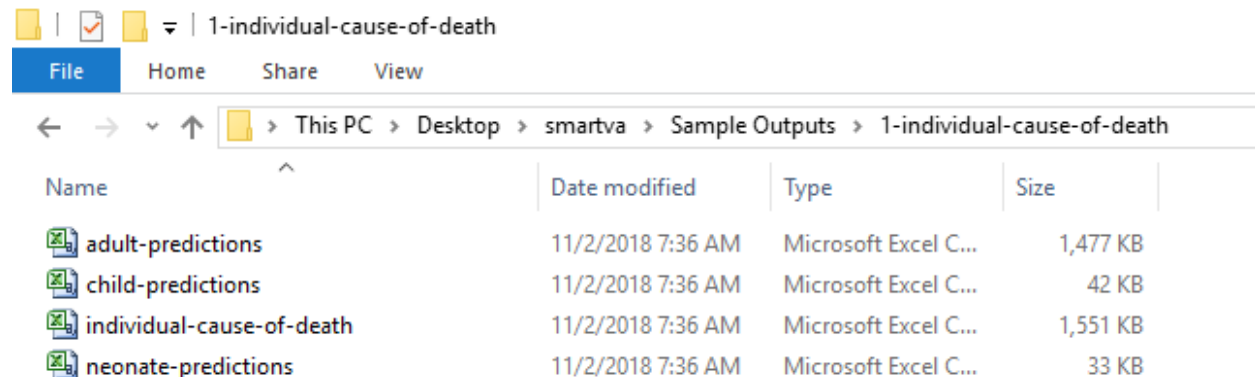 1-individual-cause-of-death
File Home Share View
This PC > Desktop > smartva > Sample Outputs > 1-individual-cause-of-death
Name Date modified Type Size
adult-predictions 11/2/2018 7:36 AM Microsoft Excel C... 1,477 KB
child-predictions 11/2/2018 7:36 AM Microsoft Excel C... 42 KB
individual-cause-of-death 11/2/2018 7:36 AM Microsoft Excel C... 1,551 KB
neonate-predictions 11/2/2018 7:36 AM Microsoft Excel C... 33 KB